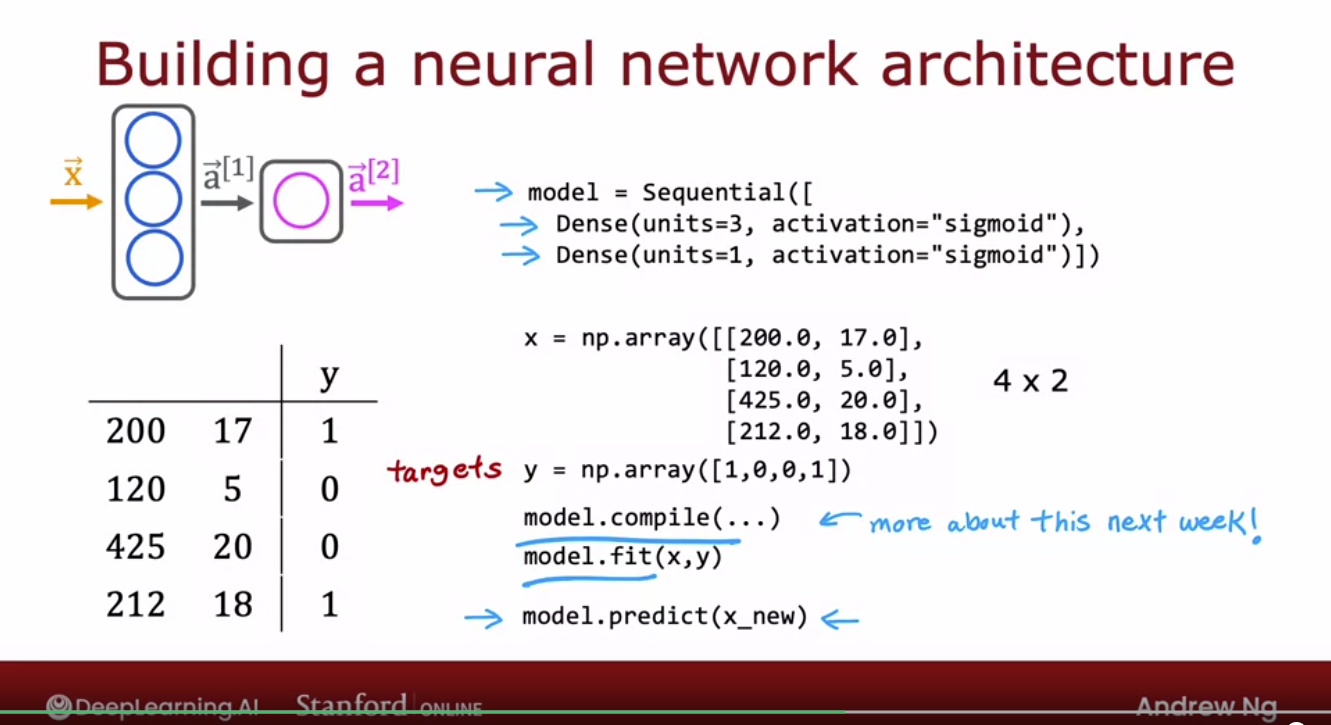 Building a neural network architecture
x⃗
a⃗[1]
a⃗[2]
model = Sequential([
Dense(units=3, activation="sigmoid"),
Dense(units=1, activation="sigmoid")])
x = np.array([[200.0, 17.0],
[120.0, 5.0],
[425.0, 20.0],
[212.0, 18.0]])
4 x 2
y
200 17 1
120 5 0
425 20 0
212 18 1
targets y = np.array([1,0,0,1])
model.compile(...) ← more about this next week!
model.fit(x,y)
→ model.predict(x_new) ←
DeepLearning.AI Stanford ONLINE Andrew Ng